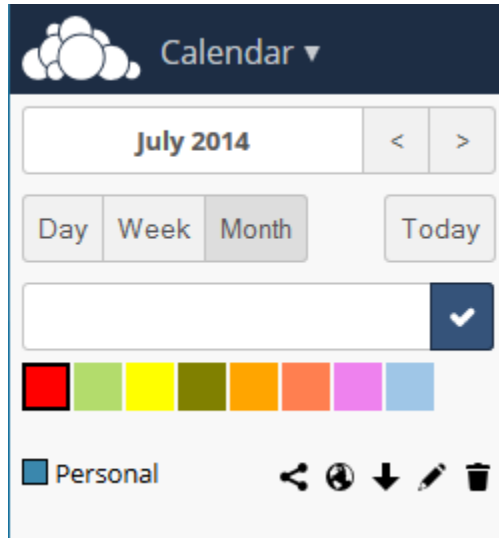 Calendar ▾
July 2014 < >
Day Week Month Today
Personal